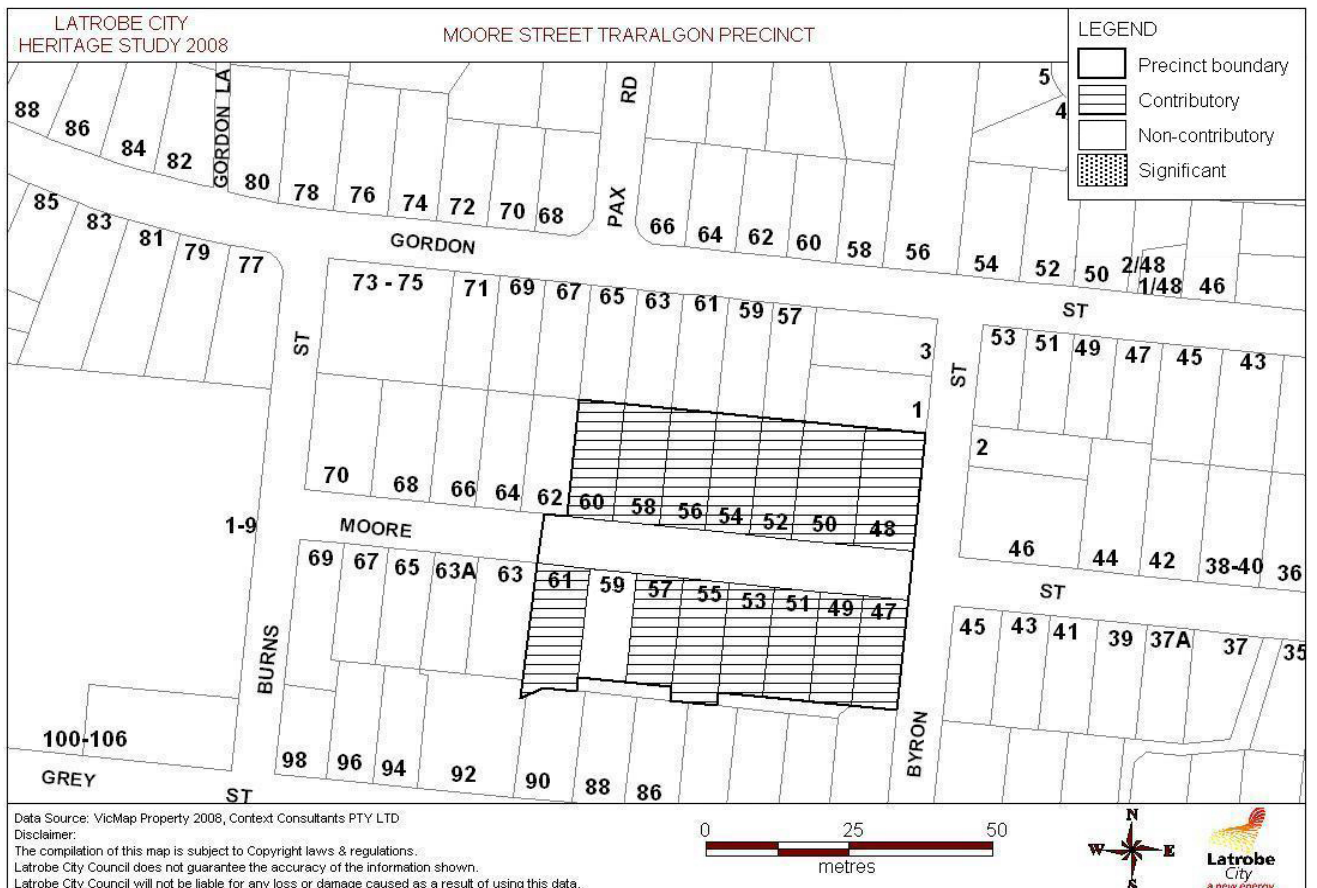 LATROBE CITY
HERITAGE STUDY 2008
MOORE STREET TRARALGON PRECINCT
LEGEND
Precinct boundary
Contributory
Non-contributory
Significant
88
86
84
82
GORDON LA
80
78
76
74
72
70
68
PAX RD
66
64
62
60
58
56
54
52
50
2/48
1/48
46
5
4
85
83
81
79
77
GORDON ST
73 - 75
71
69
67
65
63
61
59
57
3
1
53
51
49
47
45
43
2
70
68
66
64
62
60
58
56
54
52
50
48
46
44
42
38-40
36
1-9
MOORE ST
69
67
65
63A
63
61
59
57
55
53
51
49
47
45
43
41
39
37A
37
35
BURNS ST
BYRON ST
100-106
98
96
94
92
90
88
86
GREY ST
Data Source: VicMap Property 2008, Context Consultants PTY LTD
Disclaimer:
The compilation of this map is subject to Copyright laws & regulations.
Latrobe City Council does not guarantee the accuracy of the information shown.
Latrobe City Council will not be liable for any loss or damage caused as a result of using this data.
0 25 50
metres
N
W E
S
Latrobe
City
a new energy